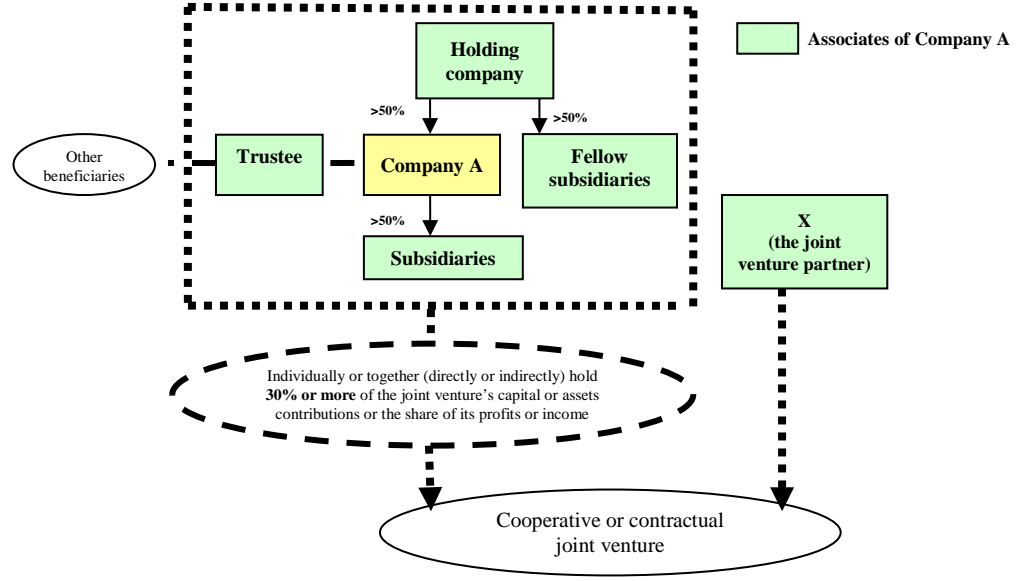 Holding
company
Associates of Company A
>50%
>50%
Other
beneficiaries
Trustee
Company A
Fellow
subsidiaries
>50%
Subsidiaries
X
(the joint
venture partner)
Individually or together (directly or indirectly) hold
30% or more of the joint venture's capital or assets
contributions or the share of its profits or income
Cooperative or contractual
joint venture